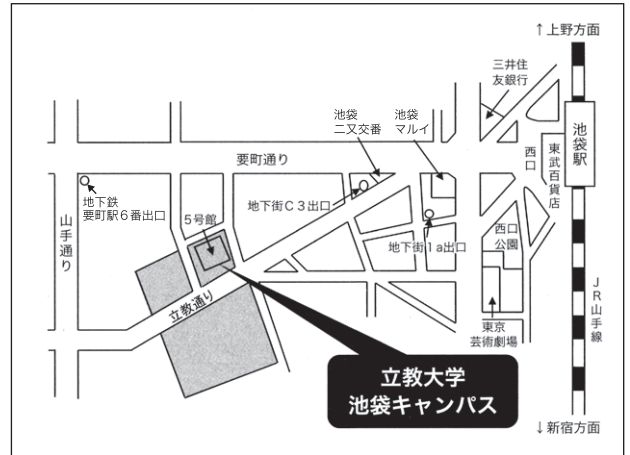 ↑上野方面
三井住
友銀行
池袋
二又交番
池袋
マルイ
池袋駅
西口
東武百貨店
要町通り
地下鉄
要町駅6番出口
地下街C3出口
山手通り
5号館
地下街1a出口
西口
公園
立教通り
JR山手線
東京
芸術劇場
立教大学
池袋キャンパス
↓新宿方面